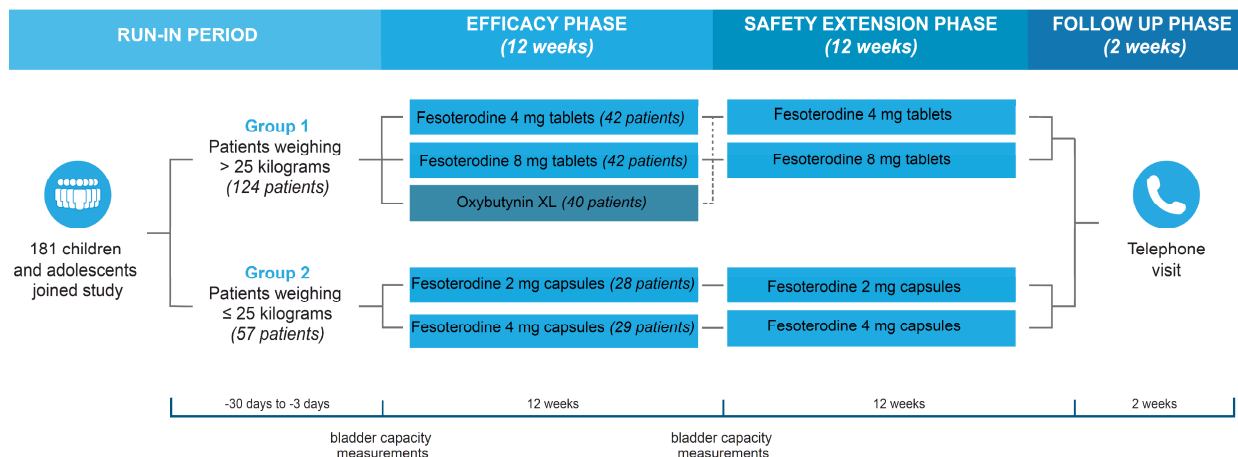 RUN-IN PERIOD
EFFICACY PHASE
(12 weeks)
SAFETY EXTENSION PHASE
(12 weeks)
FOLLOW UP PHASE
(2 weeks)
181 children
and adolescents
joined study
Group 1
Patients weighing
> 25 kilograms
(124 patients)
Fesoterodine 4 mg tablets (42 patients)
Fesoterodine 8 mg tablets (42 patients)
Oxybutynin XL (40 patients)
Fesoterodine 4 mg tablets
Fesoterodine 8 mg tablets
Group 2
Patients weighing
≤ 25 kilograms
(57 patients)
Fesoterodine 2 mg capsules (28 patients)
Fesoterodine 4 mg capsules (29 patients)
Fesoterodine 2 mg capsules
Fesoterodine 4 mg capsules
Telephone
visit
-30 days to -3 days
12 weeks
12 weeks
2 weeks
bladder capacity
measurements
bladder capacity
measurements